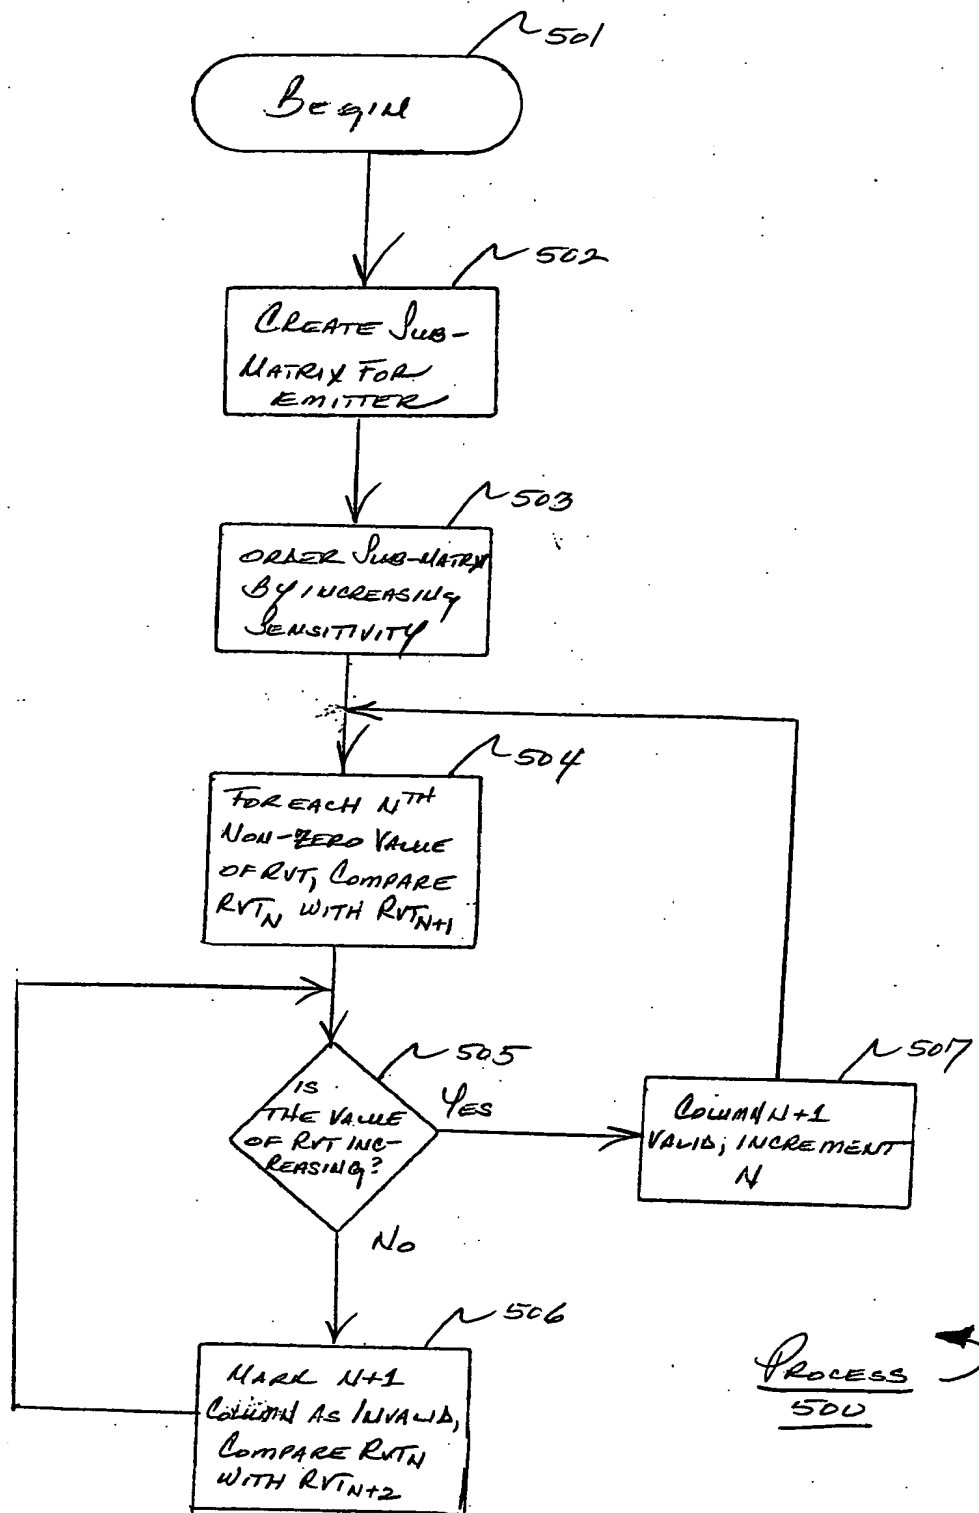 501
BEGIN
502
CREATE SUB-
MATRIX FOR
EMITTER
503
ORDER SUB-MATRIX
BY INCREASING
SENSITIVITY
504
FOR EACH NTH
NON-ZERO VALUE
OF RVT, COMPARE
RVTN WITH RVTN+1
505
IS
THE VALUE
OF RVT INC-
REASING?
YES
507
COLUMN N+1
VALID; INCREMENT
N
NO
506
MARK N+1
COLUMN AS INVALID,
COMPARE RVTN
WITH RVTN+2
PROCESS
500